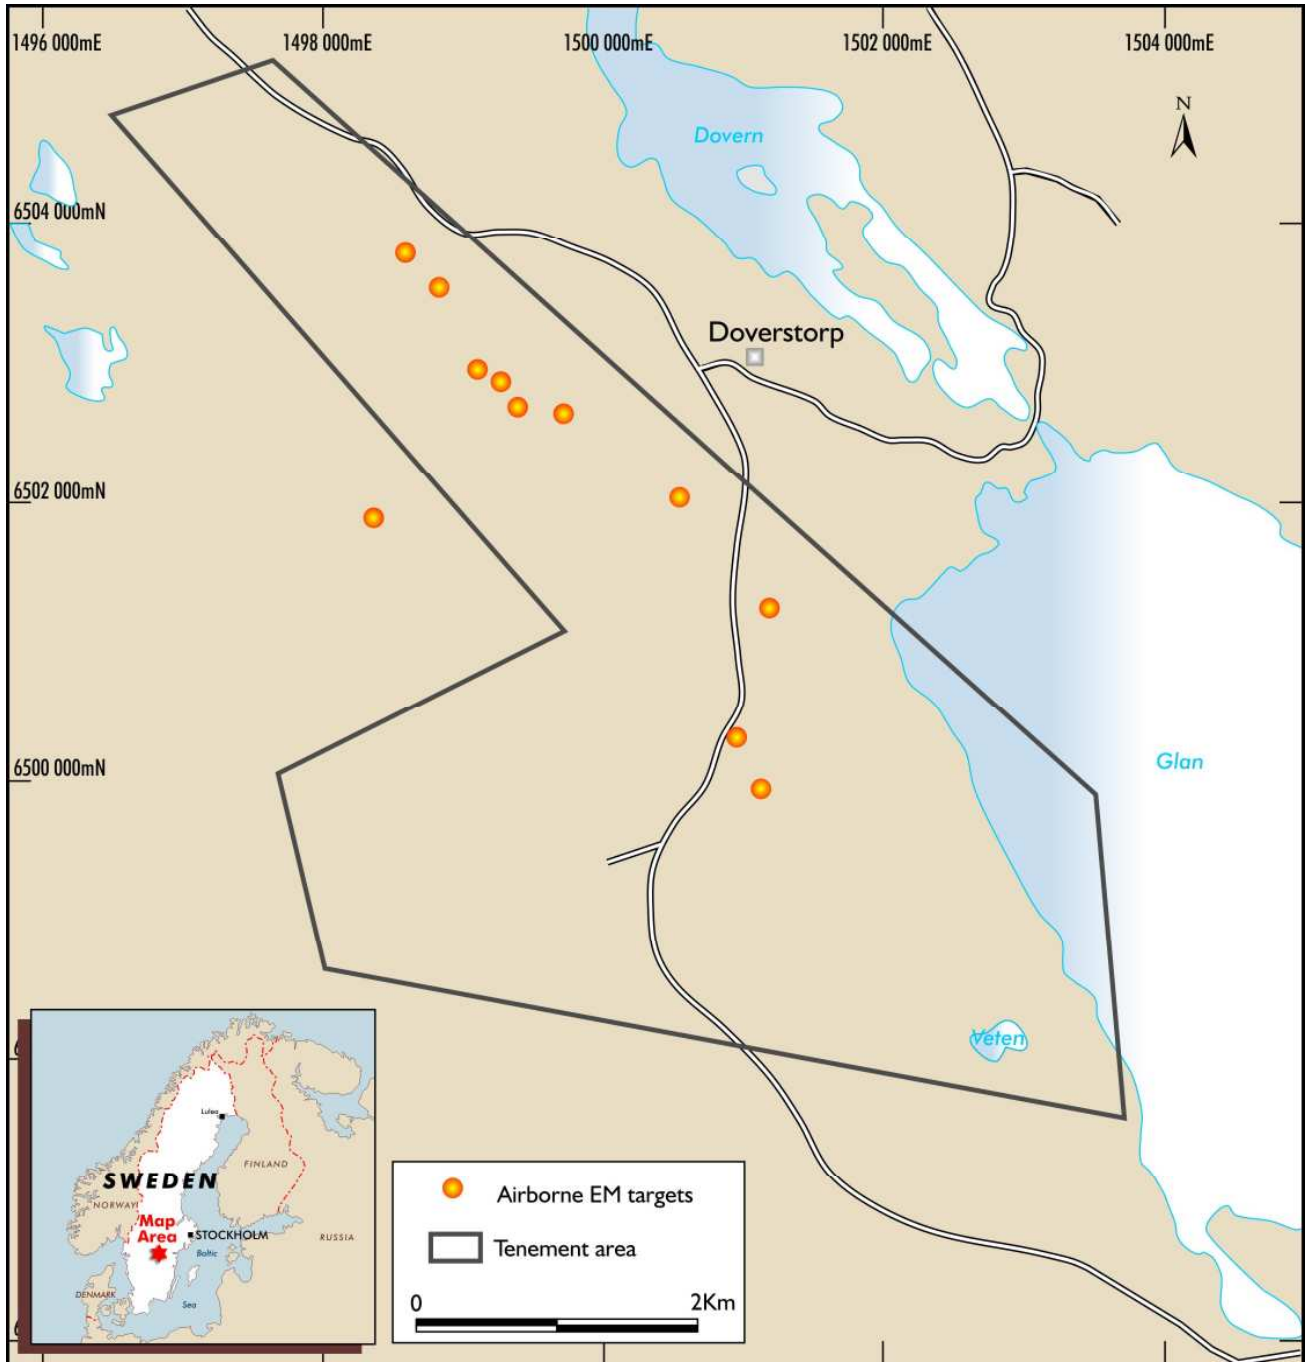 1496 000mE
1498 000mE
1500 000mE
1502 000mE
1504 000mE
N
Dovern
6504 000mN
Doverstorp
6502 000mN
6500 000mN
Glan
Veten
Lulea
SWEDEN
FINLAND
NORWAY
Map
Area
STOCKHOLM
RUSSIA
Baltic
Sea
DENMARK
Airborne EM targets
Tenement area
0
2Km